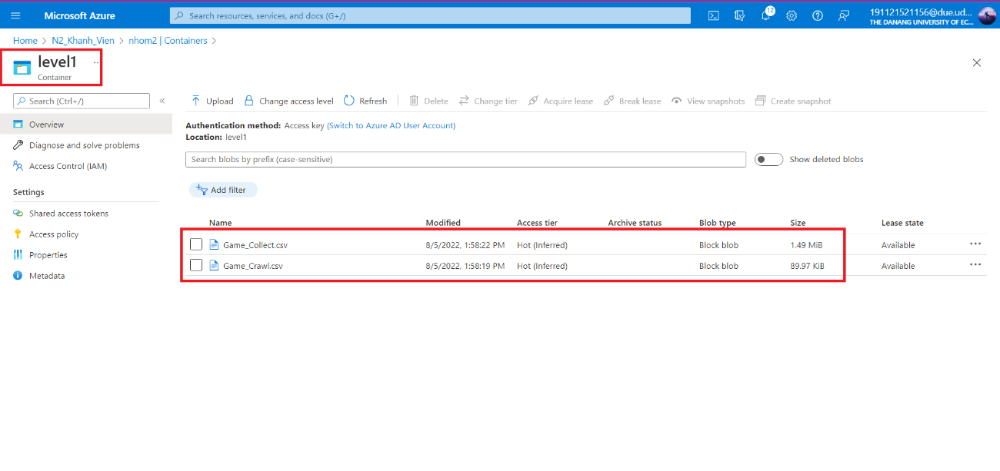 Microsoft Azure
Search resources, services, and docs (G+/)
12
191121521156@due.ud...
THE DANANG UNIVERSITY OF EC...
Home > N2_Khanh_Vien > nhom2 | Containers >
level1 ...
Container
Search (Ctrl+/)
«
Overview
Diagnose and solve problems
Access Control (IAM)
Settings
Shared access tokens
Access policy
Properties
Metadata
Upload Change access level Refresh Delete Change tier Acquire lease Break lease View snapshots Create snapshot
Authentication method: Access key (Switch to Azure AD User Account)
Location: level1
Search blobs by prefix (case-sensitive)
Show deleted blobs
Add filter
Name Modified Access tier Archive status Blob type Size Lease state
Game_Collect.csv 8/5/2022, 1:58:22 PM Hot (Inferred) Block blob 1.49 MiB Available ...
Game_Crawl.csv 8/5/2022, 1:58:19 PM Hot (Inferred) Block blob 89.97 KiB Available ...